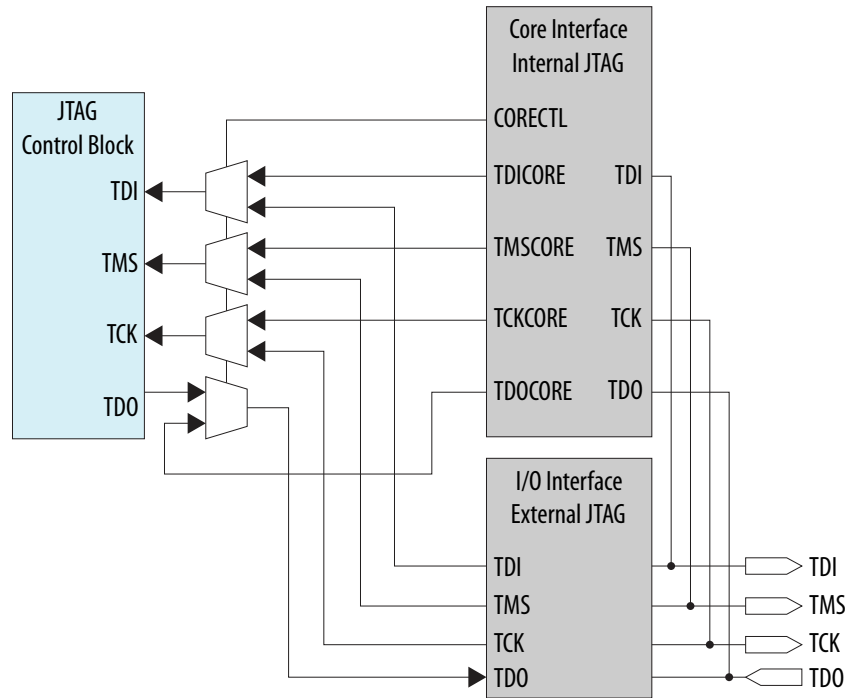 Core Interface
Internal JTAG
JTAG
Control Block
CORECTL
TDI
TDICORE
TDI
TMS
TMSCORE
TMS
TCK
TCKCORE
TCK
TDO
TDOCORE
TDO
I/O Interface
External JTAG
TDI
TDI
TMS
TMS
TCK
TCK
TDO
TDO